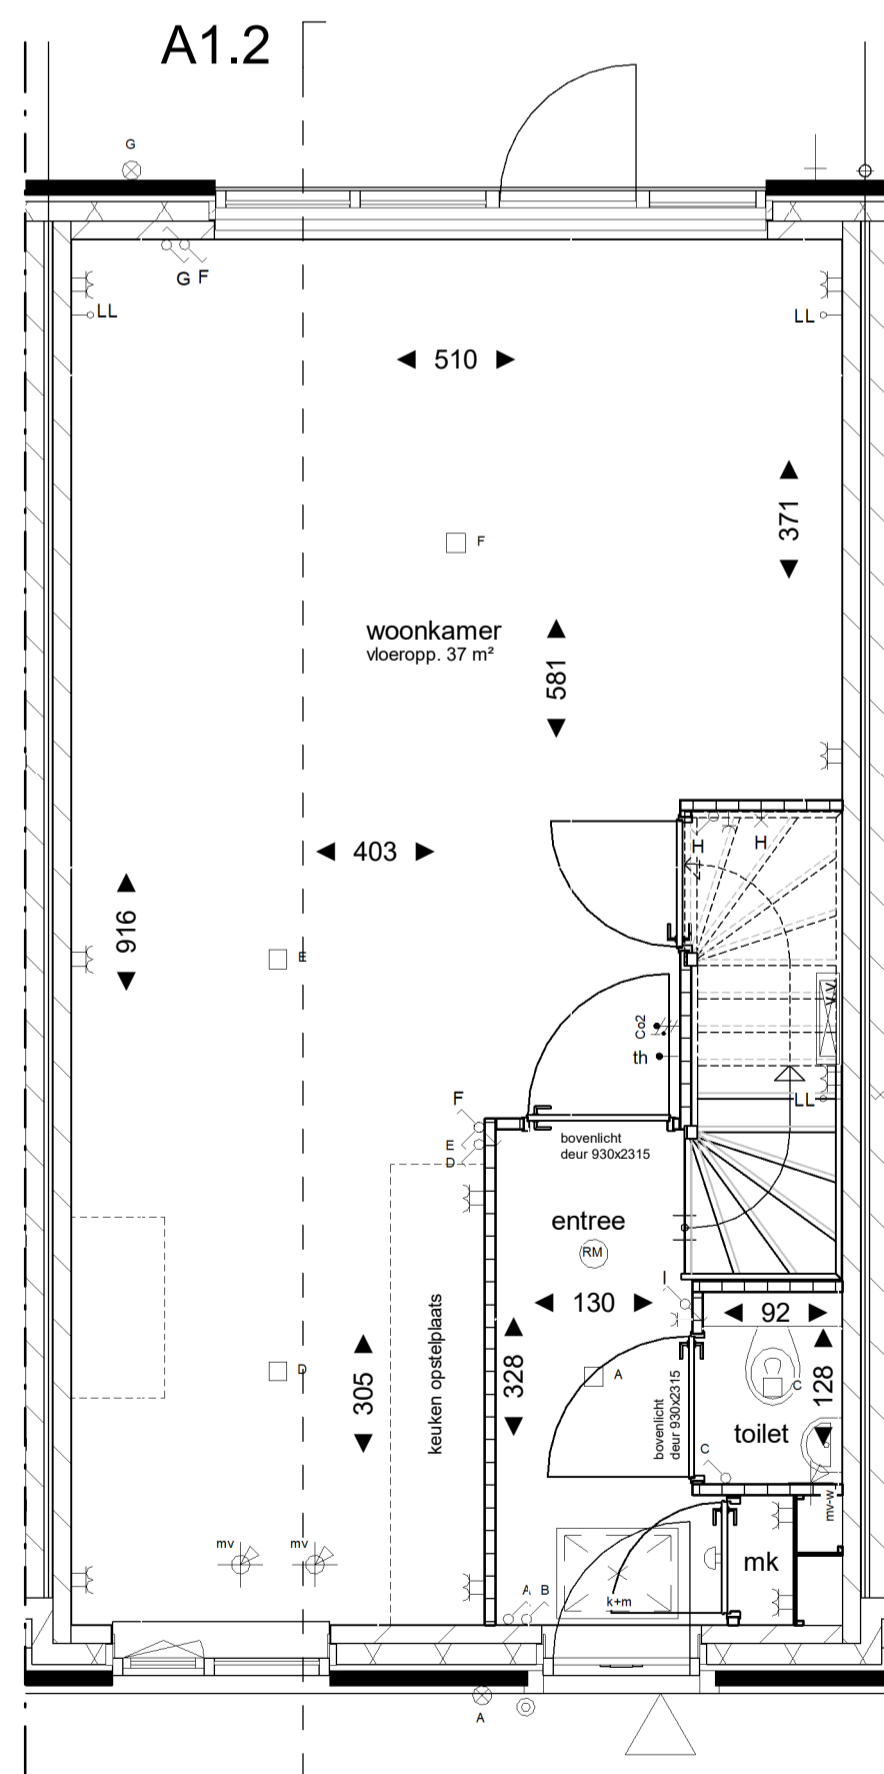 A1.2
G
G F
LL
LL
510
371
F
woonkamer
vloeropp. 37 m²
581
H
H
403
916
E
Co2
th
V.V.
LL
F
E
D
bovenlicht
deur 930x2315
entree
RM
I
130
92
keuken opstelplaats
305
328
128
D
A
C
bovenlicht
deur 930x2315
toilet
C
mv-w
mv
mv
mk
A B
k+m
A